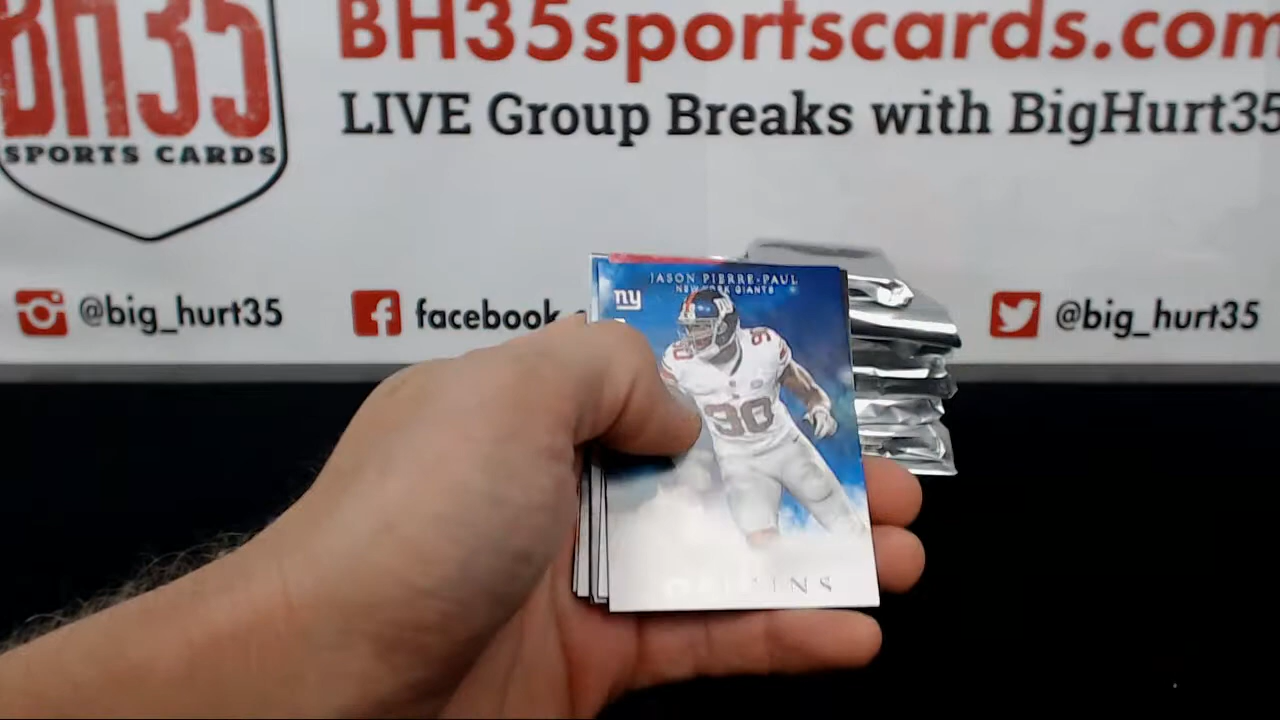 BH35
SPORTS CARDS
BH35sportscards.com
LIVE Group Breaks with BigHurt35
@big_hurt35
facebook.
@big_hurt35
JASON PIERRE-PAUL
NEW YORK GIANTS
ny
90
90